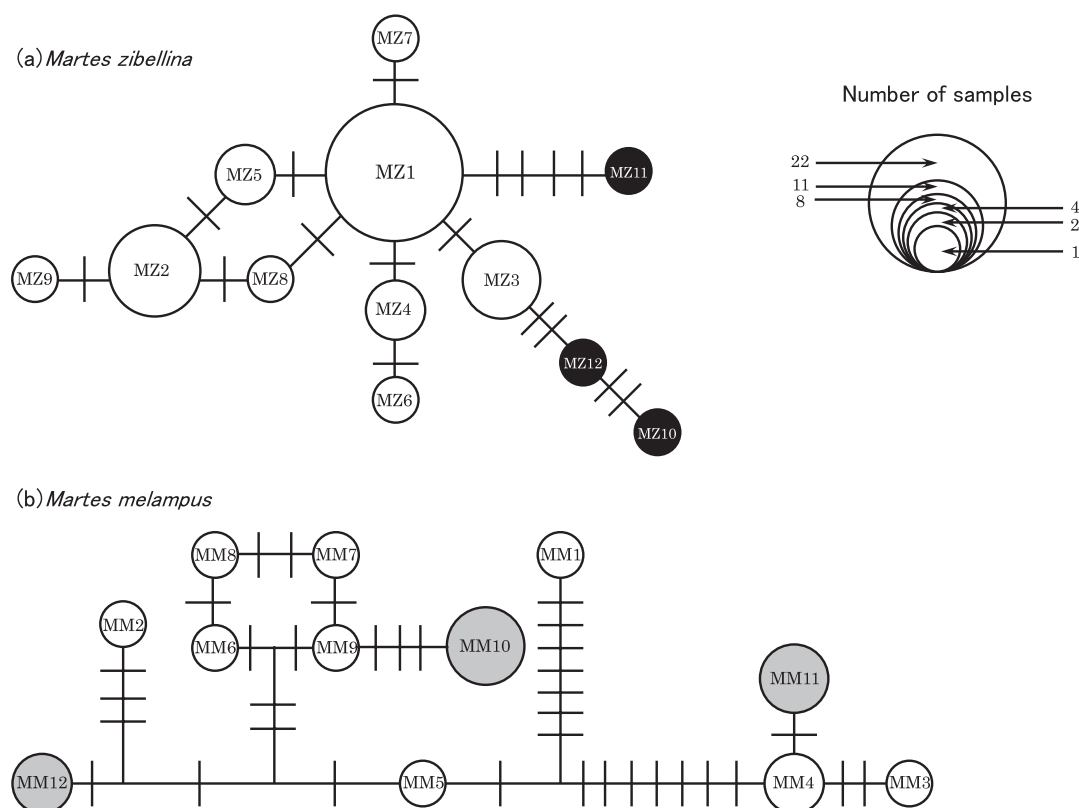 (a) Martes zibellina
MZ7
Number of samples
MZ5
MZ1
MZ11
22
11
8
4
2
1
MZ9
MZ2
MZ8
MZ3
MZ4
MZ12
MZ6
MZ10
(b) Martes melampus
MM8
MM7
MM1
MM2
MM6
MM9
MM10
MM11
MM12
MM5
MM4
MM3